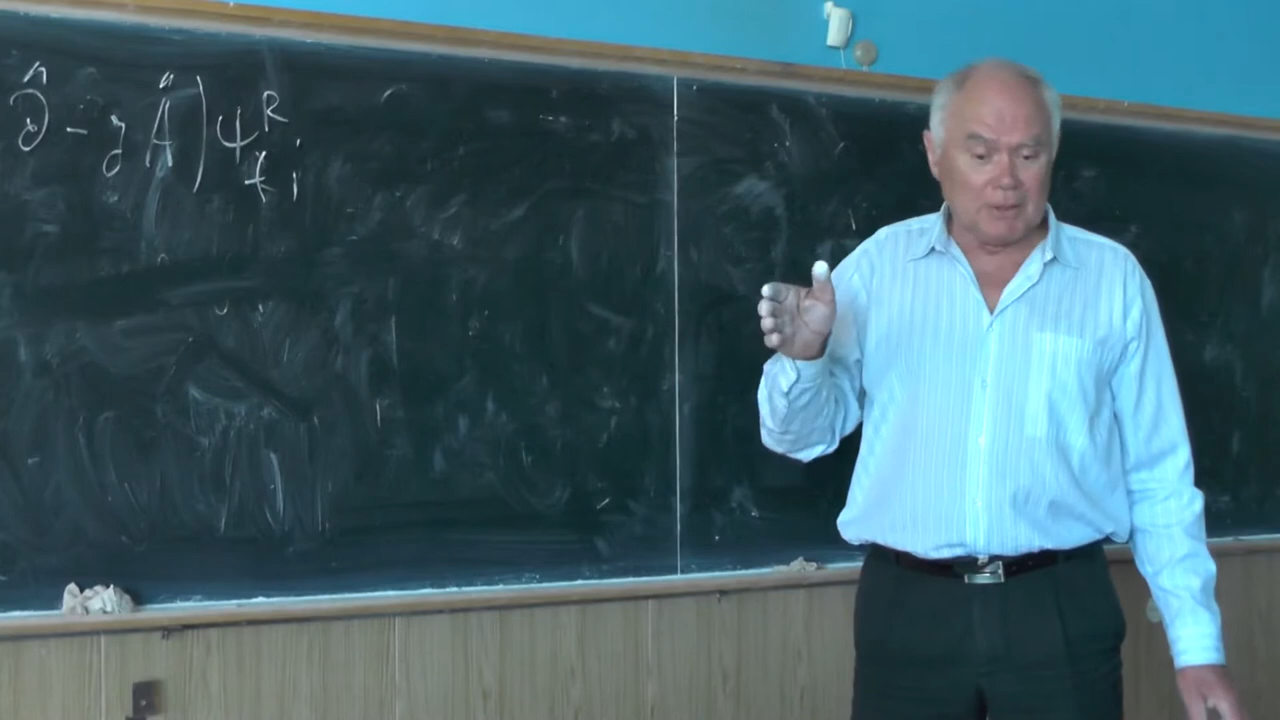 ∂̂ - g Â) ψ^R_{f i}